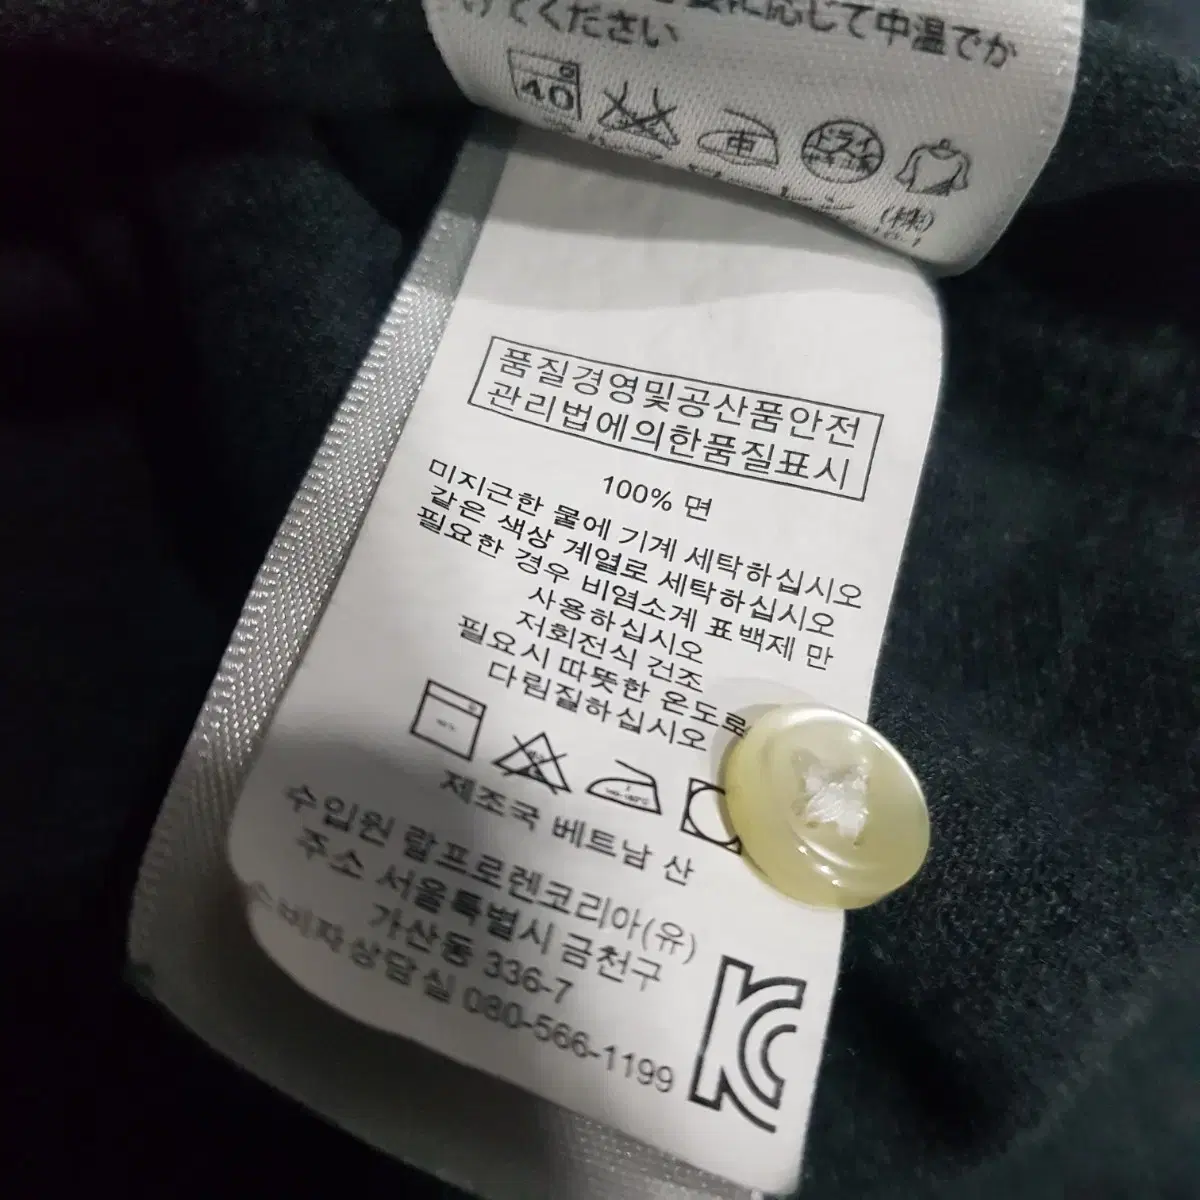 に応じて中温でか
けてください
40
中
ドライ
(株)
품질경영및공산품안전
관리법에의한품질표시
100% 면
미지근한 물에 기계 세탁하십시오
같은 색상 계열로 세탁하십시오
필요한 경우 비염소계 표백제 만
사용하십시오
저회전식 건조
필요시 따뜻한 온도로
다림질하십시오
제조국 베트남 산
수입원 랄프로렌코리아(유)
주소 서울특별시 금천구
가산동 336-7
소비자상담실 080-566-1199